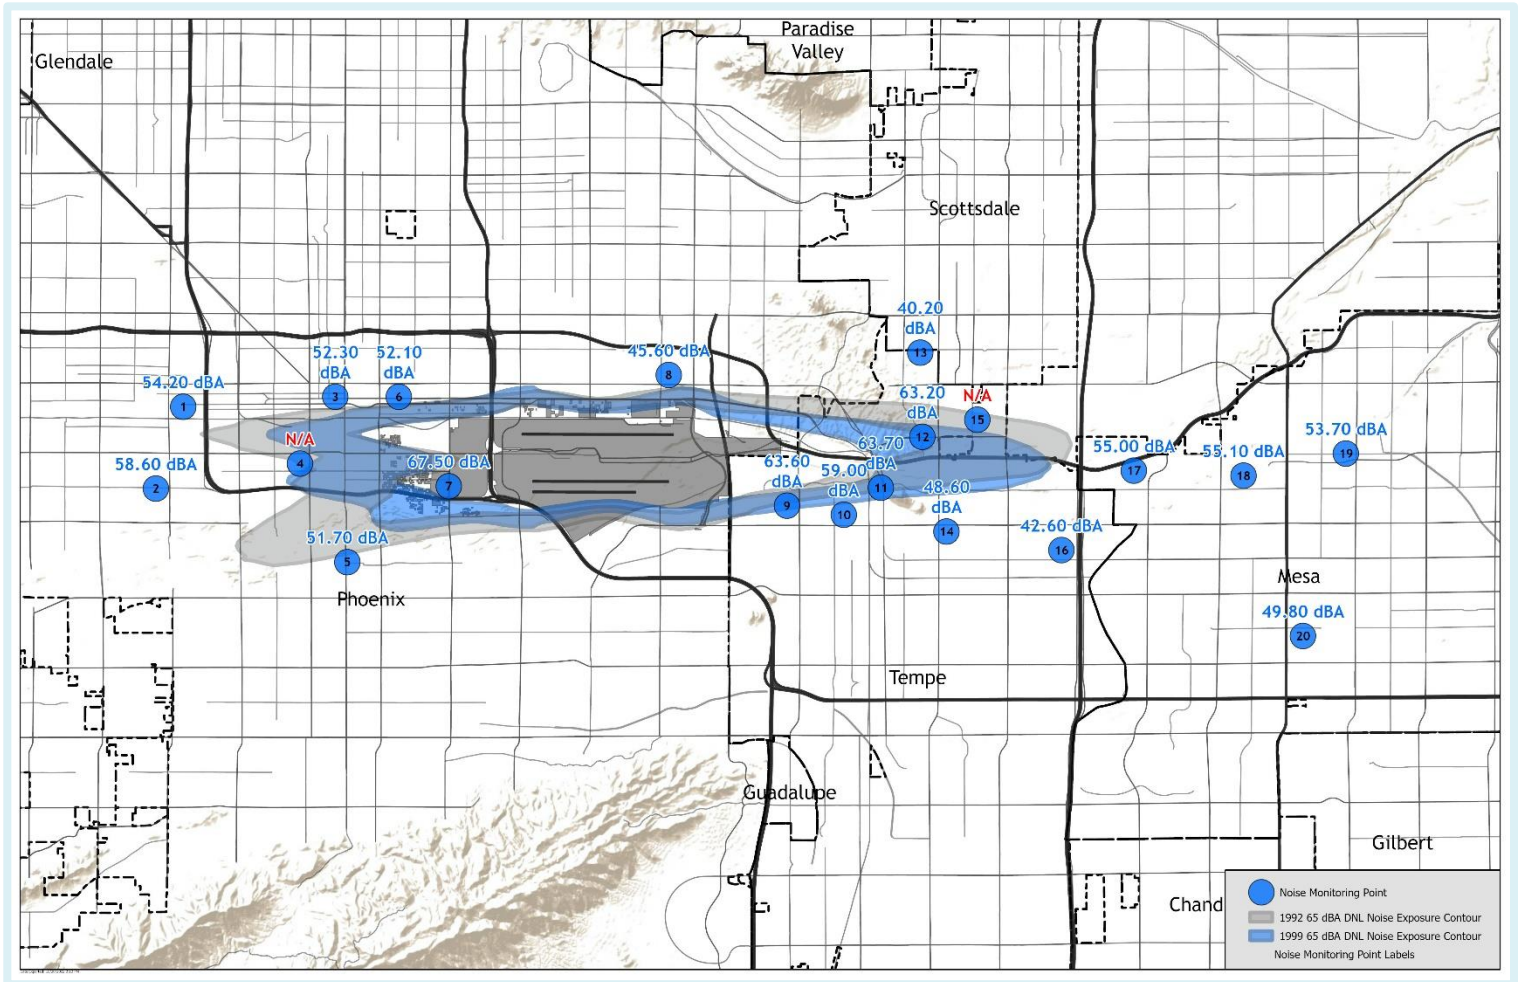 Paradise
Valley
Glendale
Scottsdale
40.20
dBA
13
52.30
dBA
3
52.10
dBA
6
45.60 dBA
8
54.20 dBA
1
63.20
dBA
12
N/A
15
N/A
4
58.60 dBA
2
67.50 dBA
7
63.60
dBA
9
59.00
dBA
10
63.70
dBA
11
48.60
dBA
14
55.00 dBA
17
55.10 dBA
18
53.70 dBA
19
51.70 dBA
5
42.60 dBA
16
Phoenix
Mesa
49.80 dBA
20
Tempe
Guadalupe
Gilbert
Chand
Noise Monitoring Point
1992 65 dBA DNL Noise Exposure Contour
1999 65 dBA DNL Noise Exposure Contour
Noise Monitoring Point Labels